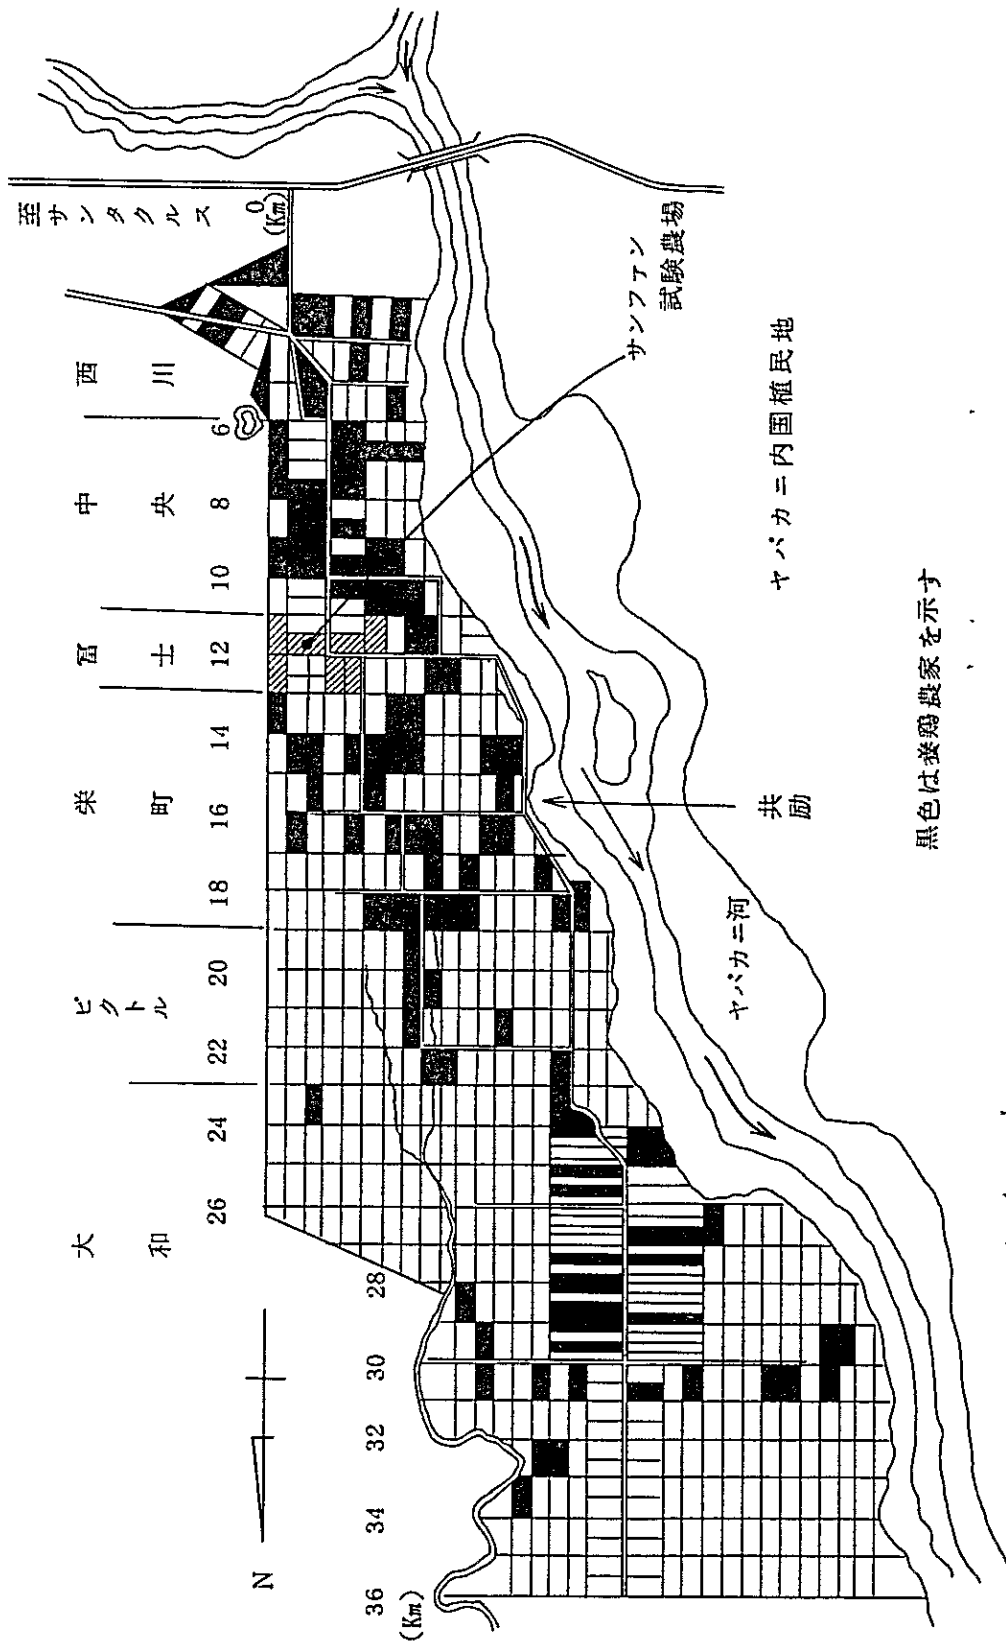 至サンタクルス
0
(Km)
西川
6
中央
8
10
富士
12
栄町
14
16
18
ビクトル
20
22
大和
24
26
28
30
32
34
36
(Km)
N
サンファン
試験農場
ヤパカニ内国植民地
共励
ヤパカニ河
黒色は養鶏農家を示す